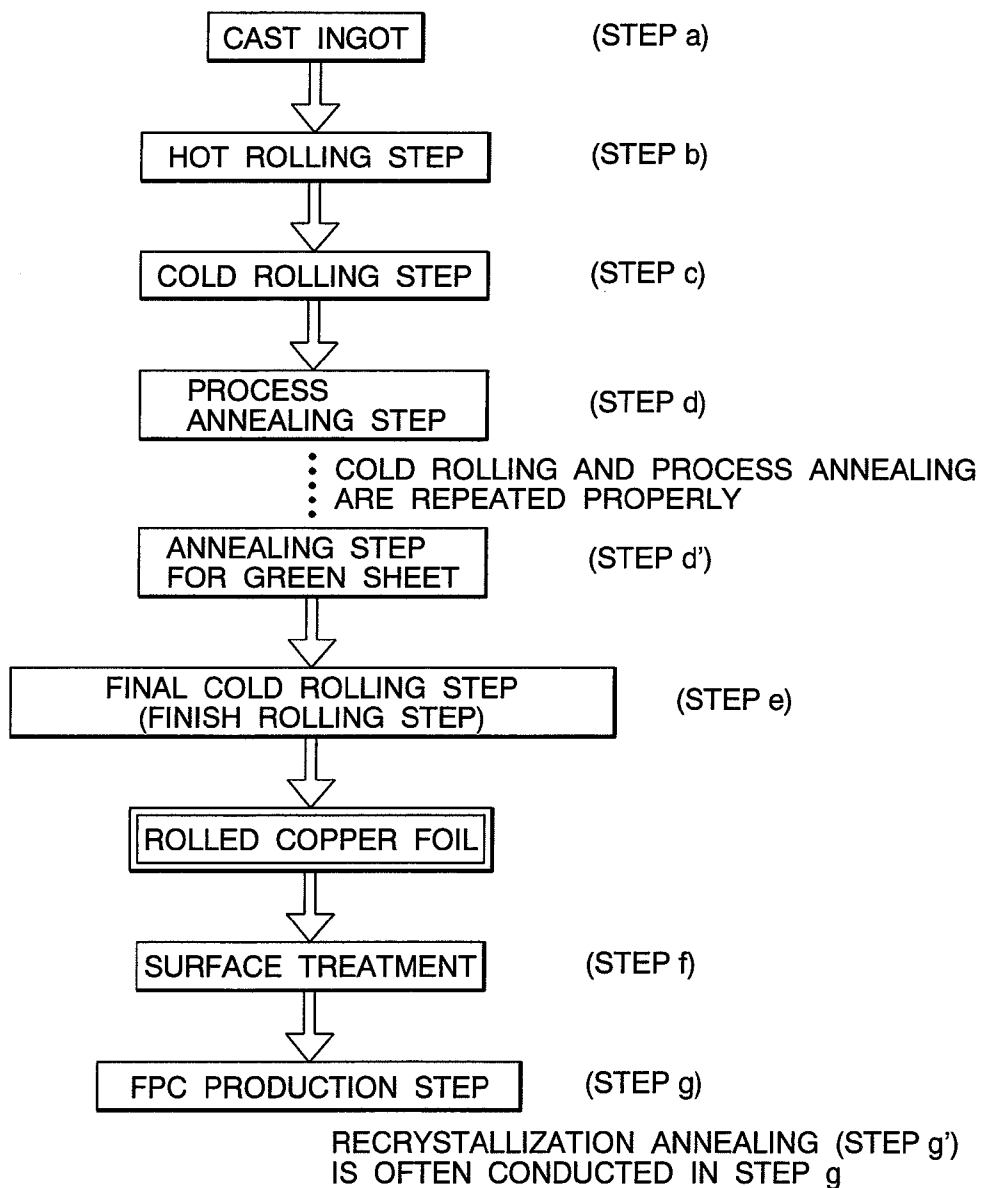 CAST INGOT (STEP a)
HOT ROLLING STEP (STEP b)
COLD ROLLING STEP (STEP c)
PROCESS
ANNEALING STEP (STEP d)
COLD ROLLING AND PROCESS ANNEALING
ARE REPEATED PROPERLY
ANNEALING STEP
FOR GREEN SHEET (STEP d')
FINAL COLD ROLLING STEP
(FINISH ROLLING STEP) (STEP e)
ROLLED COPPER FOIL
SURFACE TREATMENT (STEP f)
FPC PRODUCTION STEP (STEP g)
RECRYSTALLIZATION ANNEALING (STEP g')
IS OFTEN CONDUCTED IN STEP g